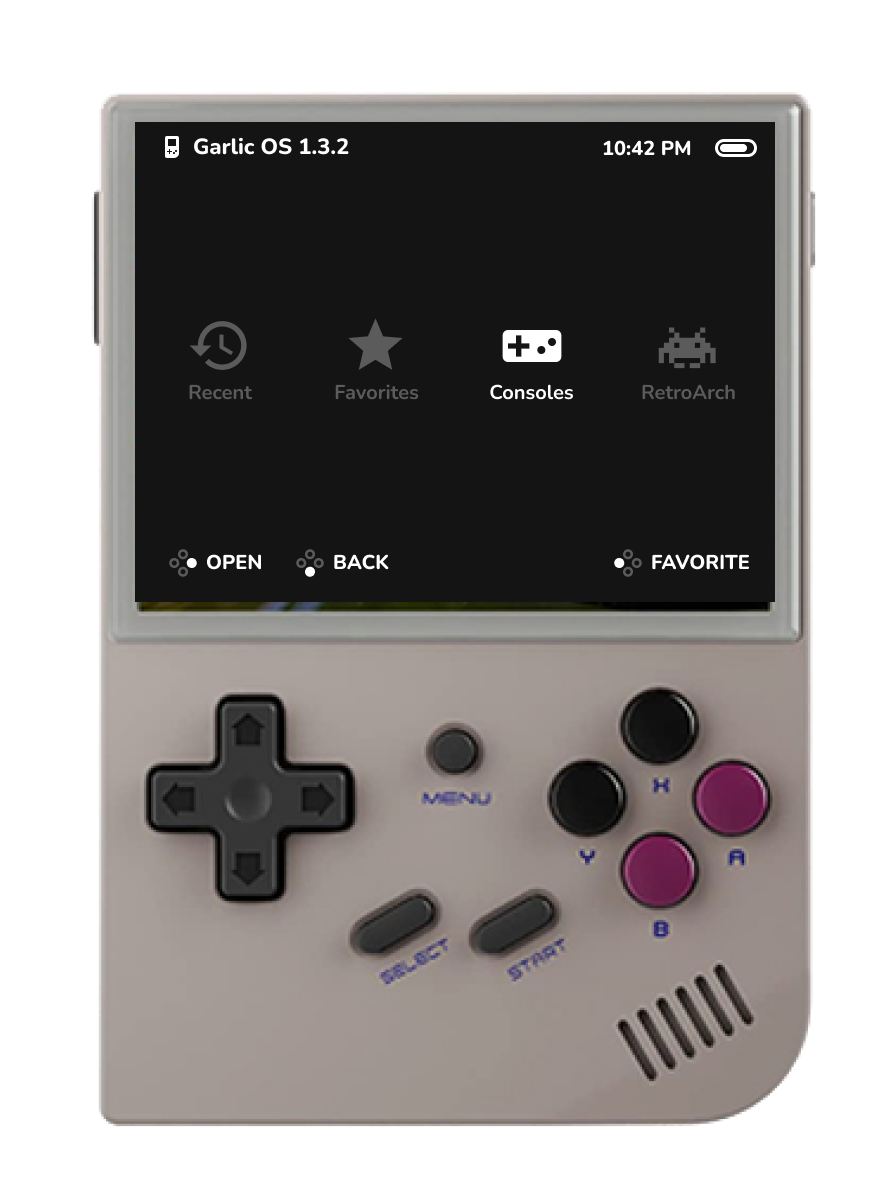 Garlic OS 1.3.2
10:42 PM
Recent
Favorites
Consoles
RetroArch
OPEN
BACK
FAVORITE
MENU
X
Y
A
B
SELECT
START